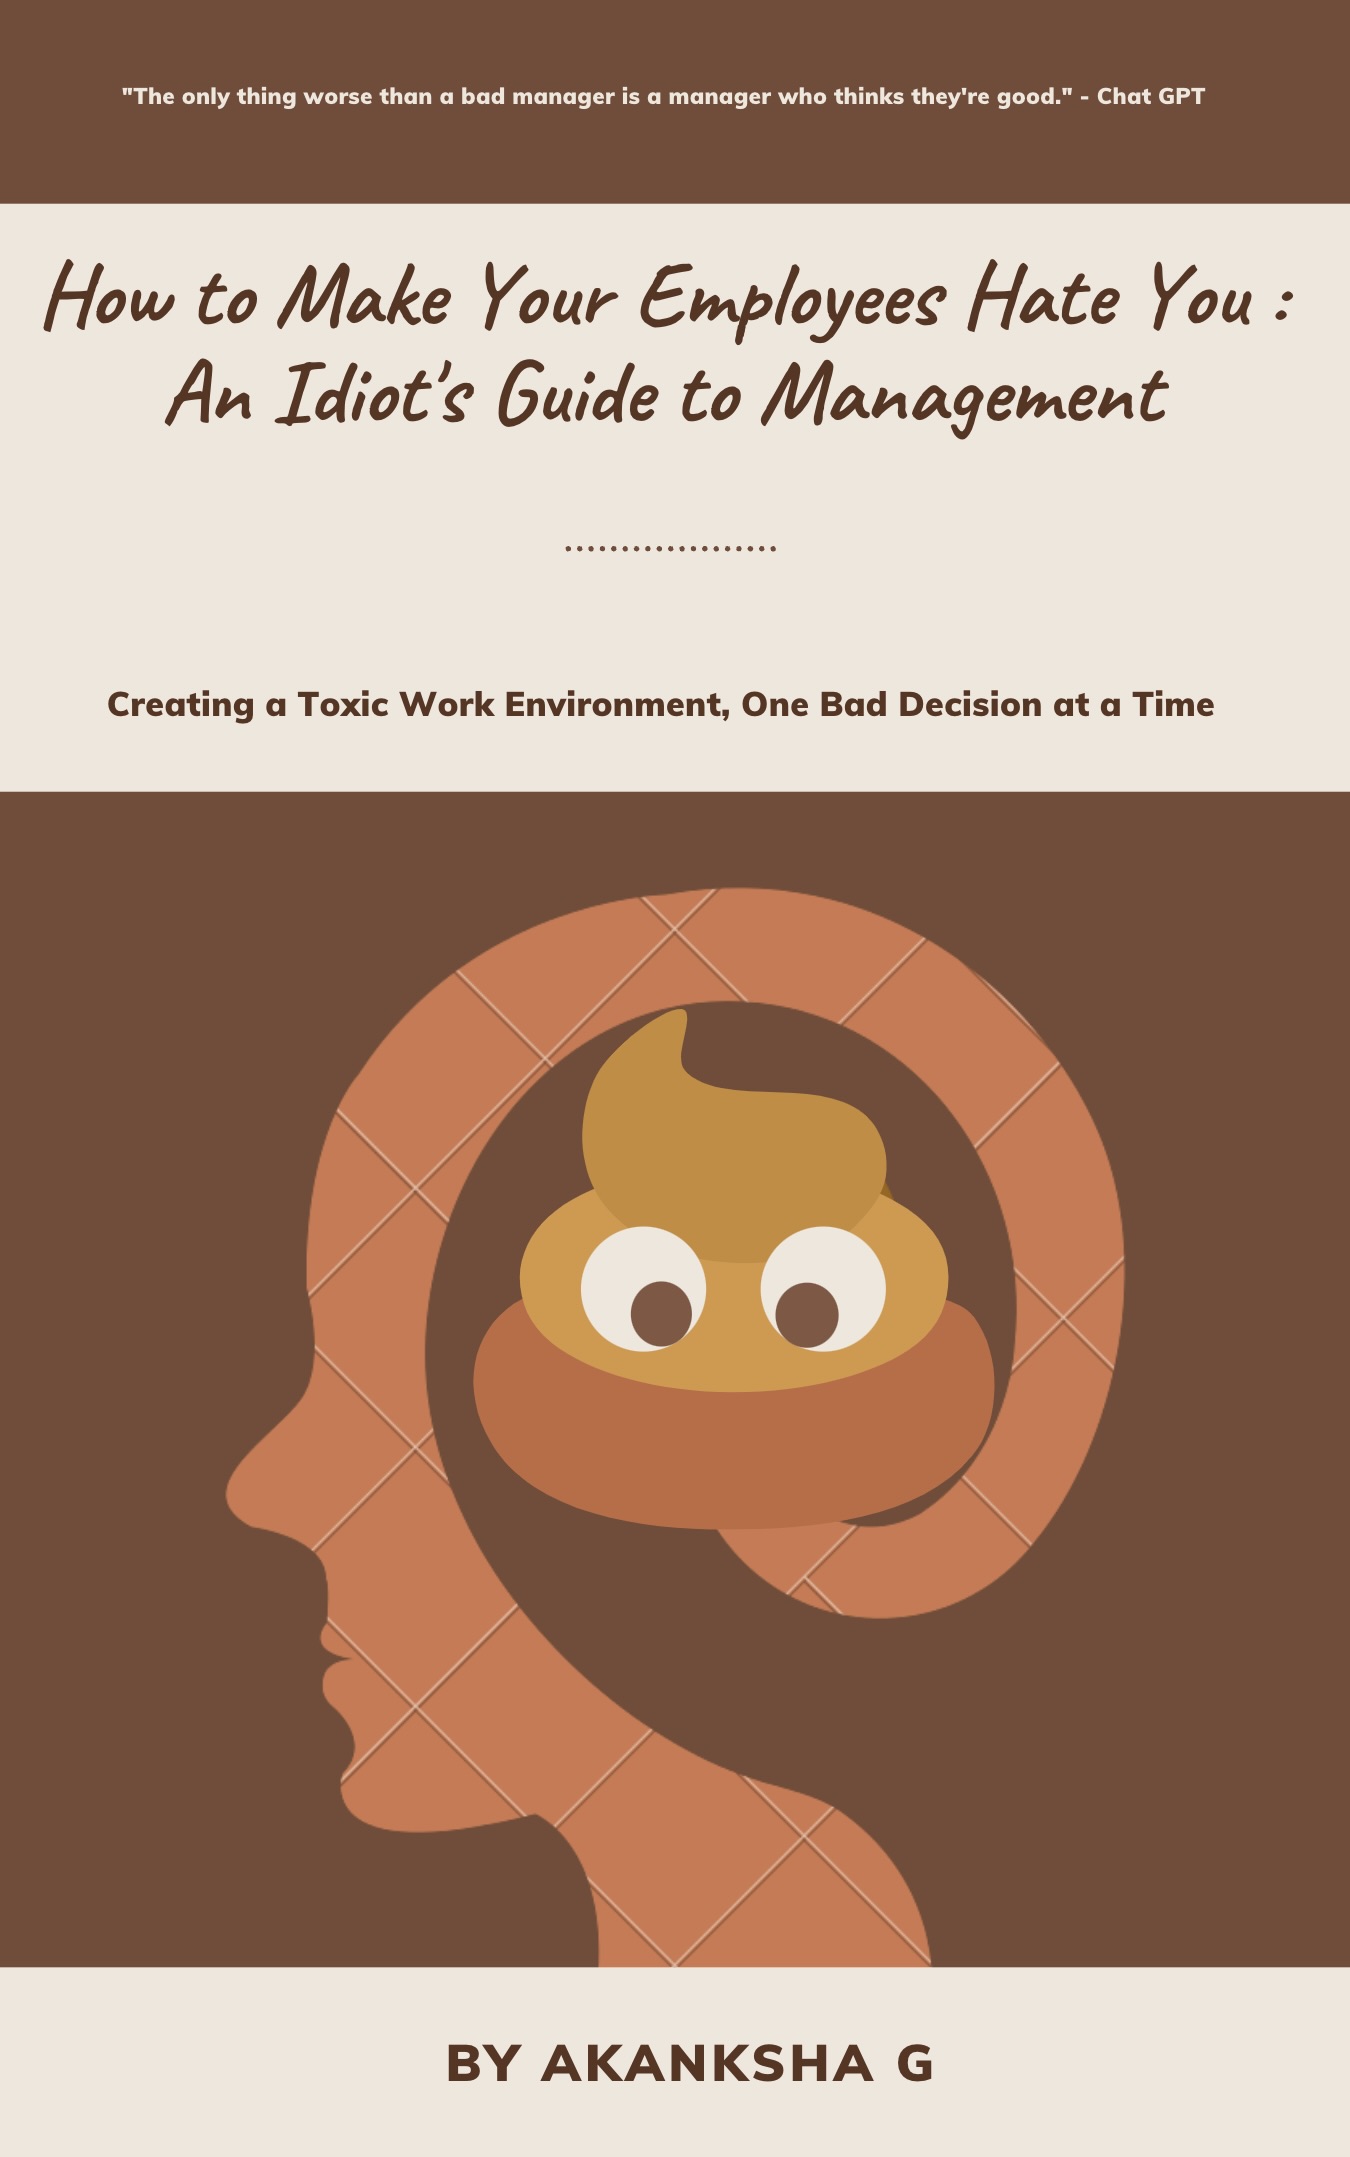 "The only thing worse than a bad manager is a manager who thinks they're good." - Chat GPT
How to Make Your Employees Hate You :
An Idiot's Guide to Management
Creating a Toxic Work Environment, One Bad Decision at a Time
BY AKANKSHA G